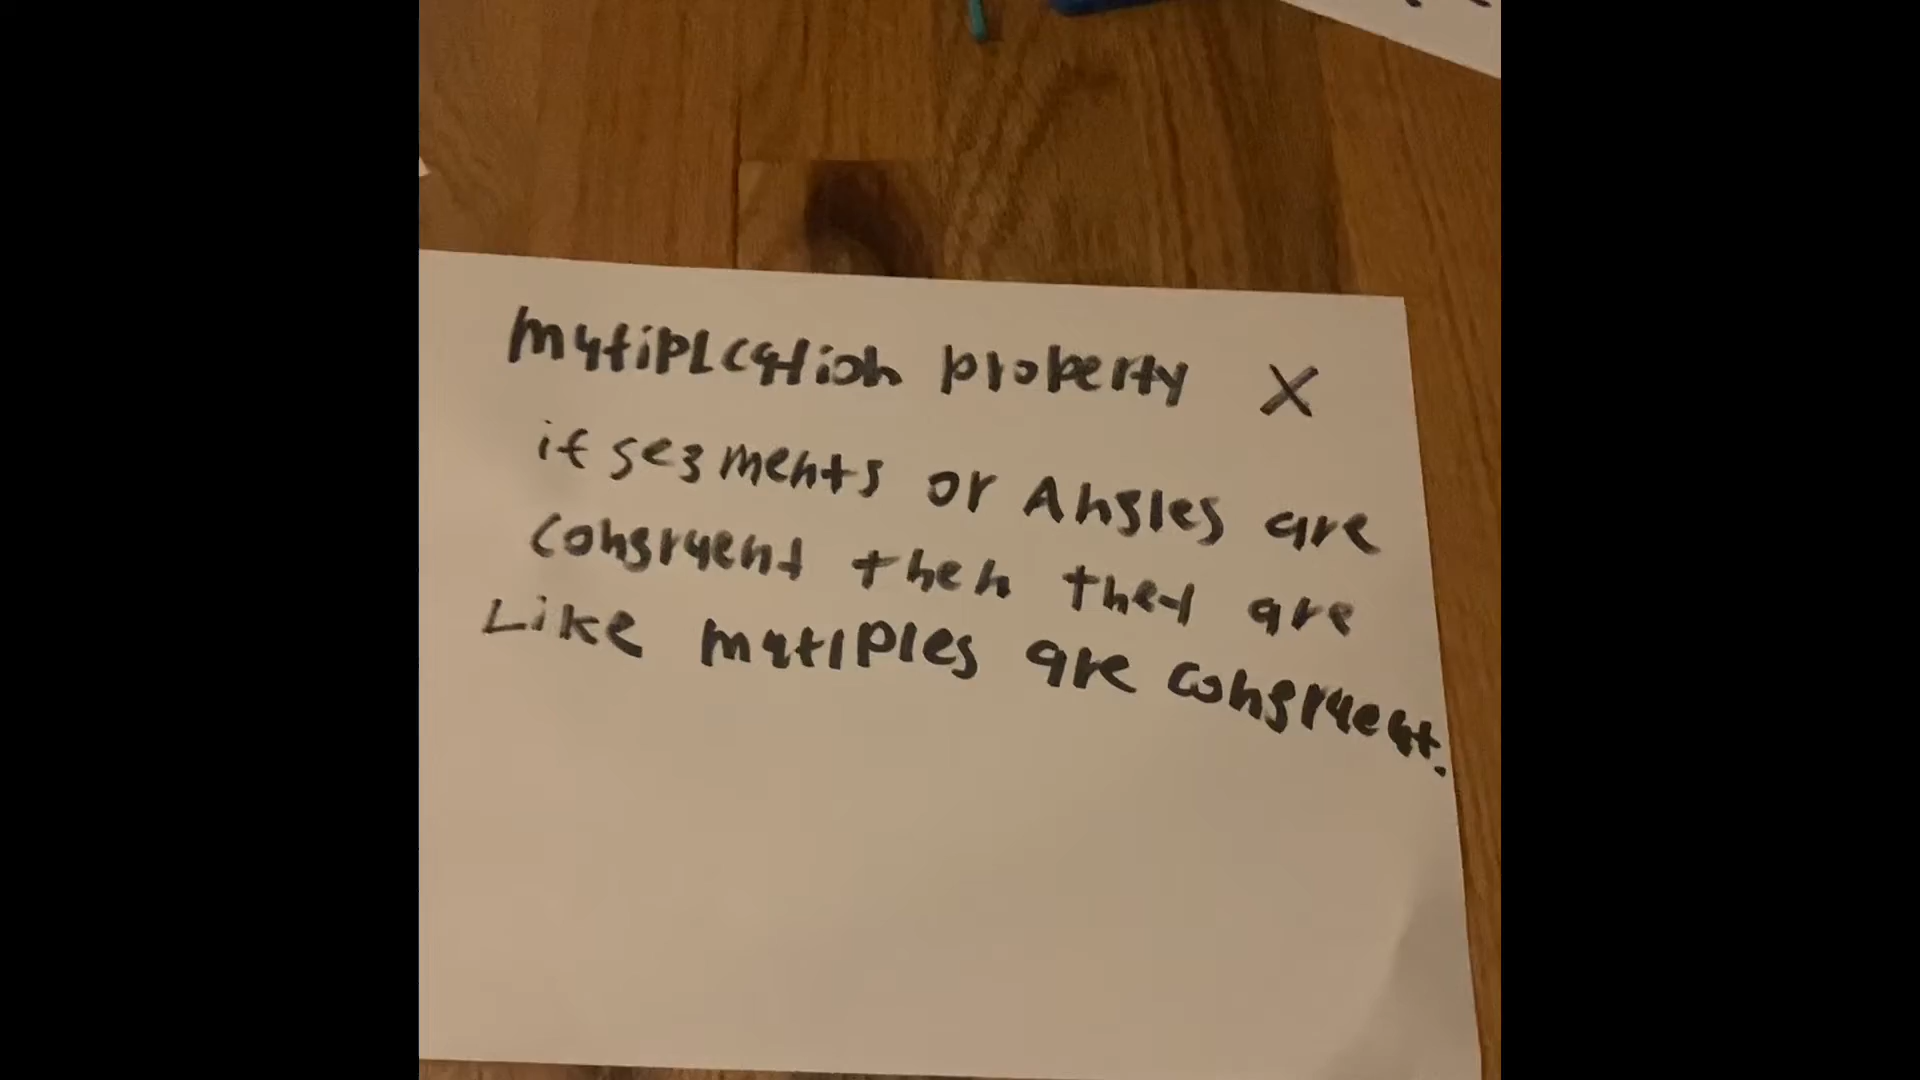 mutiplcation property X
if segments or Angles are
congruent then they are
Like mutiples are congruent.